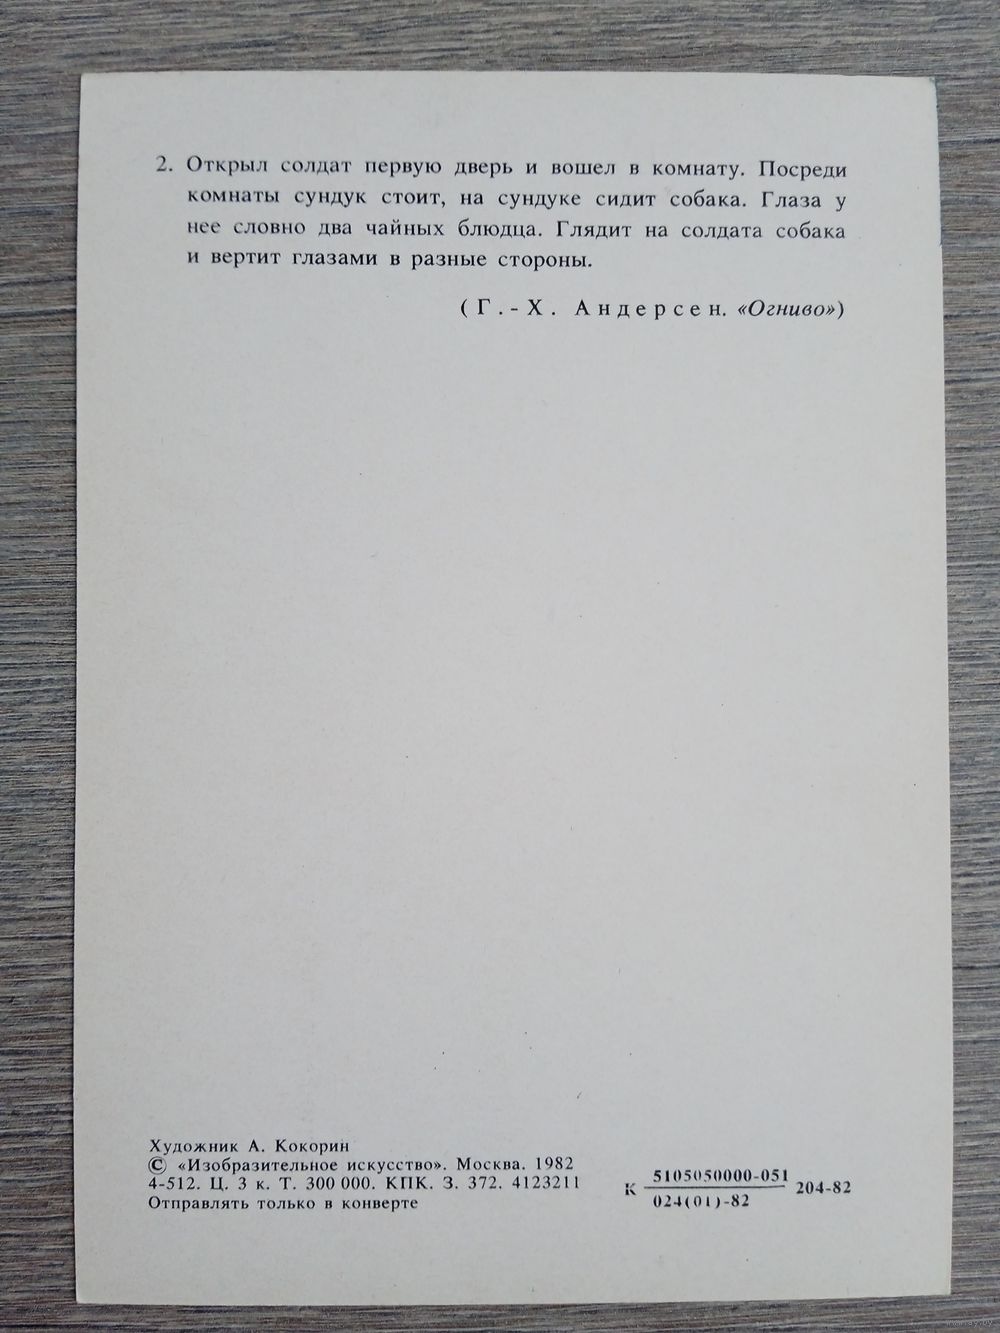 2. Открыл солдат первую дверь и вошел в комнату. Посреди
комнаты сундук стоит, на сундуке сидит собака. Глаза у
нее словно два чайных блюдца. Глядит на солдата собака
и вертит глазами в разные стороны.
(Г.-Х. Андерсен. «Огниво»)
Художник А. Кокорин
© «Изобразительное искусство». Москва. 1982
4-512. Ц. 3 к. Т. 300 000. КПК. З. 372. 4123211
Отправлять только в конверте
К 5105050000-051 204-82
024(01)-82